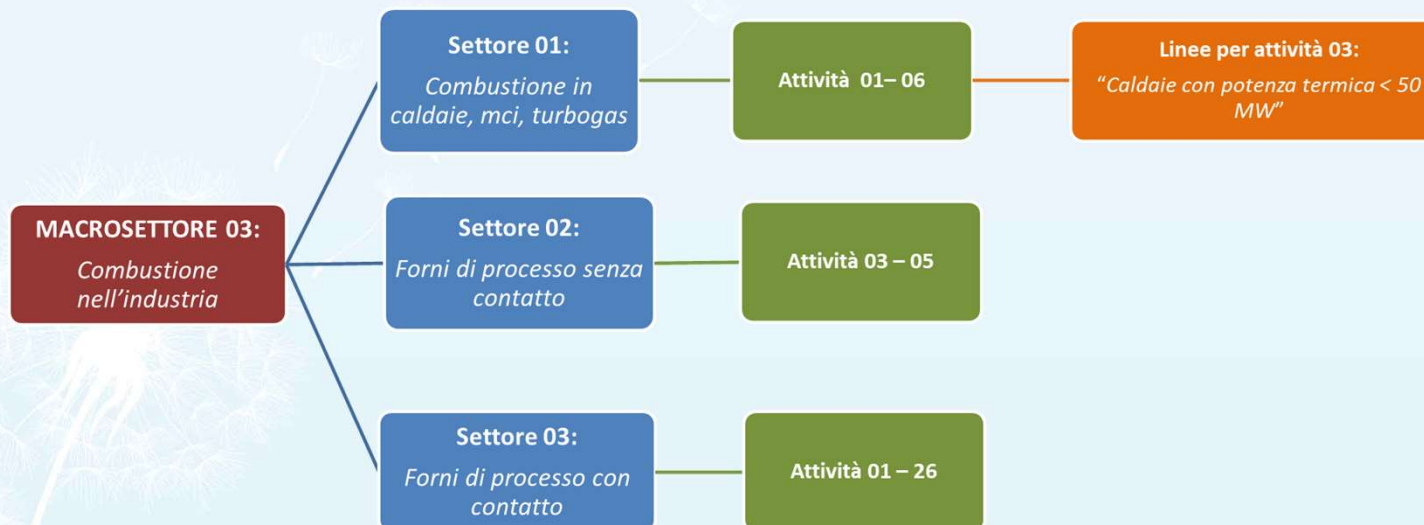 MACROSETTORE 03:
Combustione
nell’industria
Settore 01:
Combustione in
caldaie, mci, turbogas
Attività  01– 06
Linee per attività 03:
“Caldaie con potenza termica < 50
MW”
Settore 02:
Forni di processo senza
contatto
Attività 03 – 05
Settore 03:
Forni di processo con
contatto
Attività 01 – 26